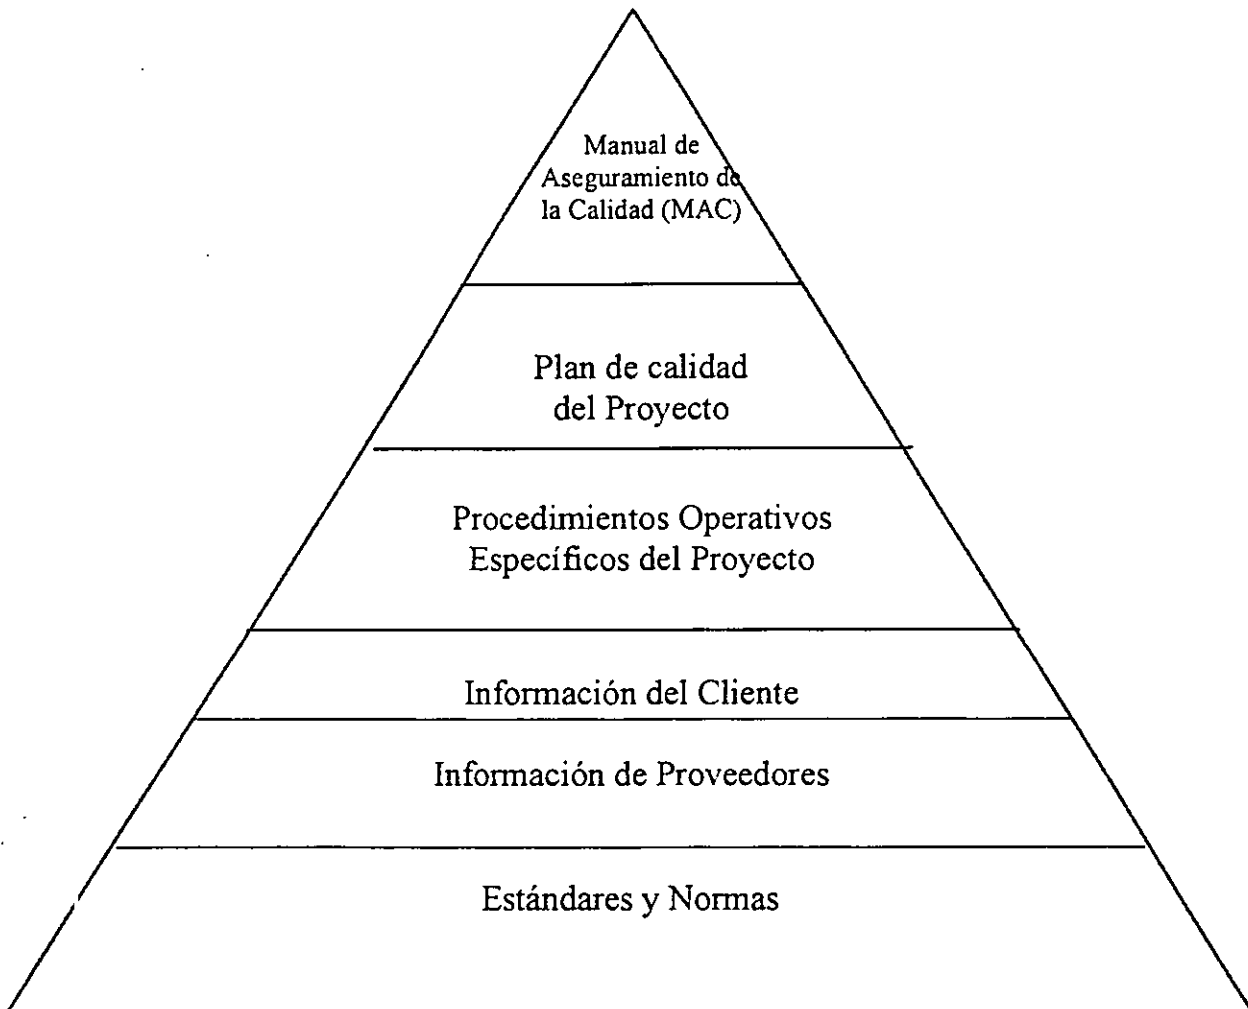 Manual de
Aseguramiento de
la Calidad (MAC)
Plan de calidad
del Proyecto
Procedimientos Operativos
Específicos del Proyecto
Información del Cliente
Información de Proveedores
Estándares y Normas